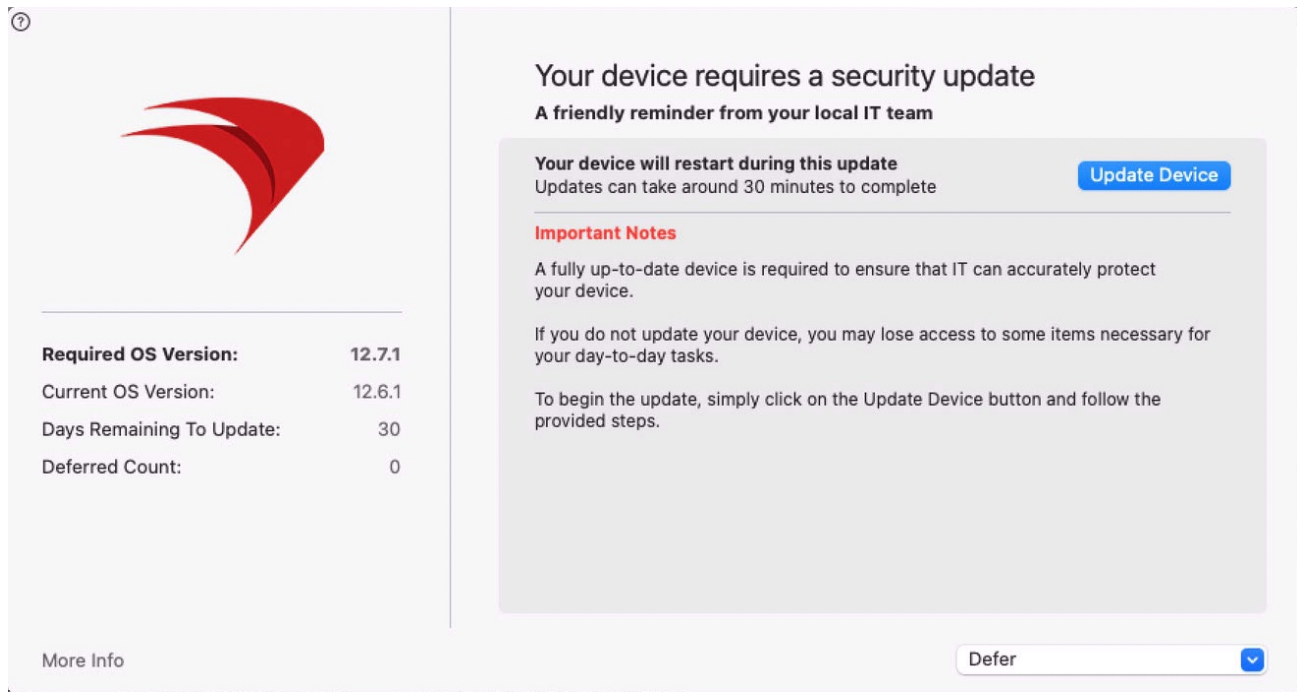 ?
Your device requires a security update
A friendly reminder from your local IT team
Your device will restart during this update
Updates can take around 30 minutes to complete
Update Device
Important Notes
A fully up-to-date device is required to ensure that IT can accurately protect
your device.
If you do not update your device, you may lose access to some items necessary for
your day-to-day tasks.
To begin the update, simply click on the Update Device button and follow the
provided steps.
Required OS Version: 12.7.1
Current OS Version: 12.6.1
Days Remaining To Update: 30
Deferred Count: 0
More Info
Defer